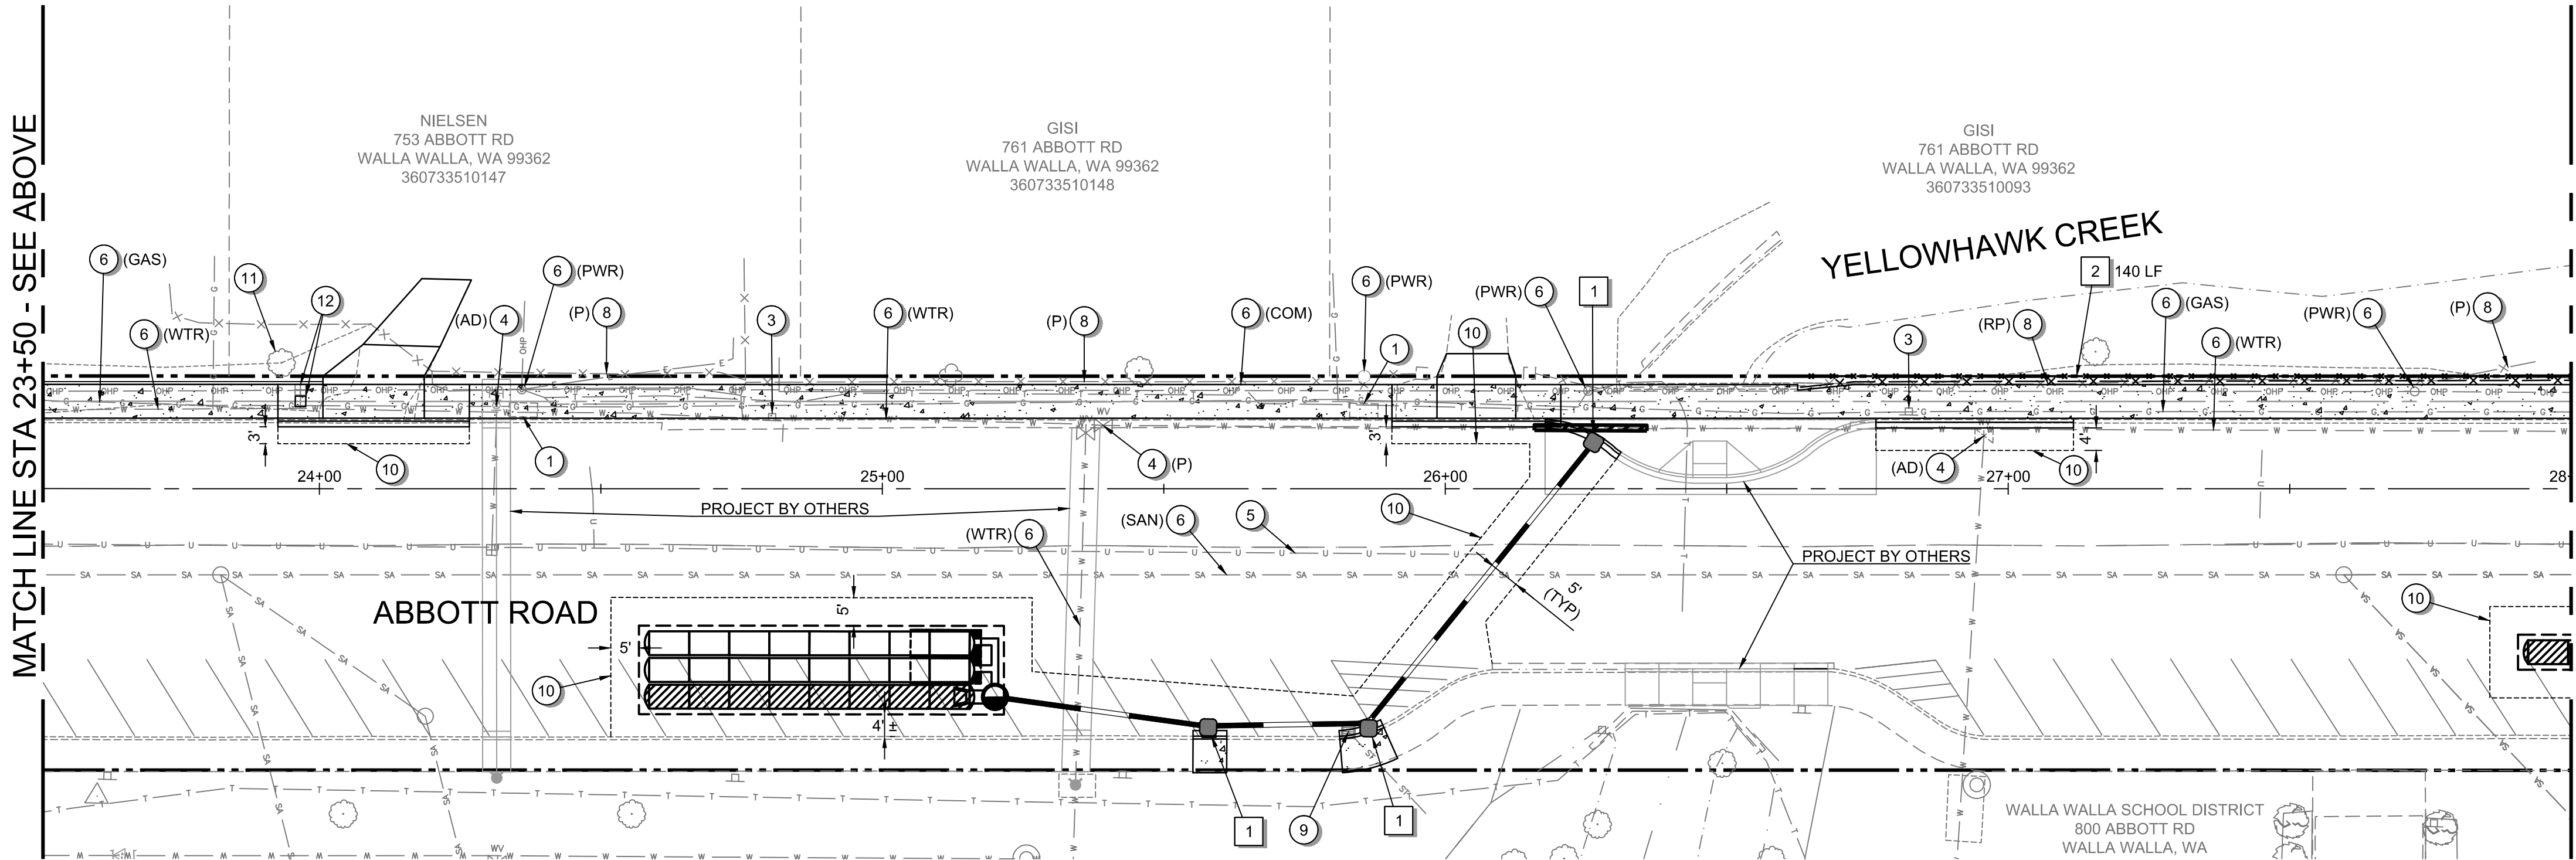 MATCH LINE STA 23+50 - SEE ABOVE
NIELSEN
753 ABBOTT RD
WALLA WALLA, WA 99362
360733510147
GISI
761 ABBOTT RD
WALLA WALLA, WA 99362
360733510148
GISI
761 ABBOTT RD
WALLA WALLA, WA 99362
360733510093
YELLOWHAWK CREEK
6 (GAS)
11
12
6 (WTR)
(AD) 4
6 (PWR)
(P) 8
3
6 (WTR)
(P) 8
6 (COM)
6 (PWR)
1
10
(PWR) 6
1
2 140 LF
3
(RP) 8
6 (GAS)
6 (WTR)
(PWR) 6
(P) 8
3'
10
1
4 (P)
WV
3'
(AD) 4
10
4'
24+00
25+00
26+00
27+00
28
PROJECT BY OTHERS
(WTR) 6
(SAN) 6
5
10
PROJECT BY OTHERS
5'
(TYP)
ABBOTT ROAD
5'
5'
10
4' ±
10
1
9
1
WV
WALLA WALLA SCHOOL DISTRICT
800 ABBOTT RD
WALLA WALLA, WA